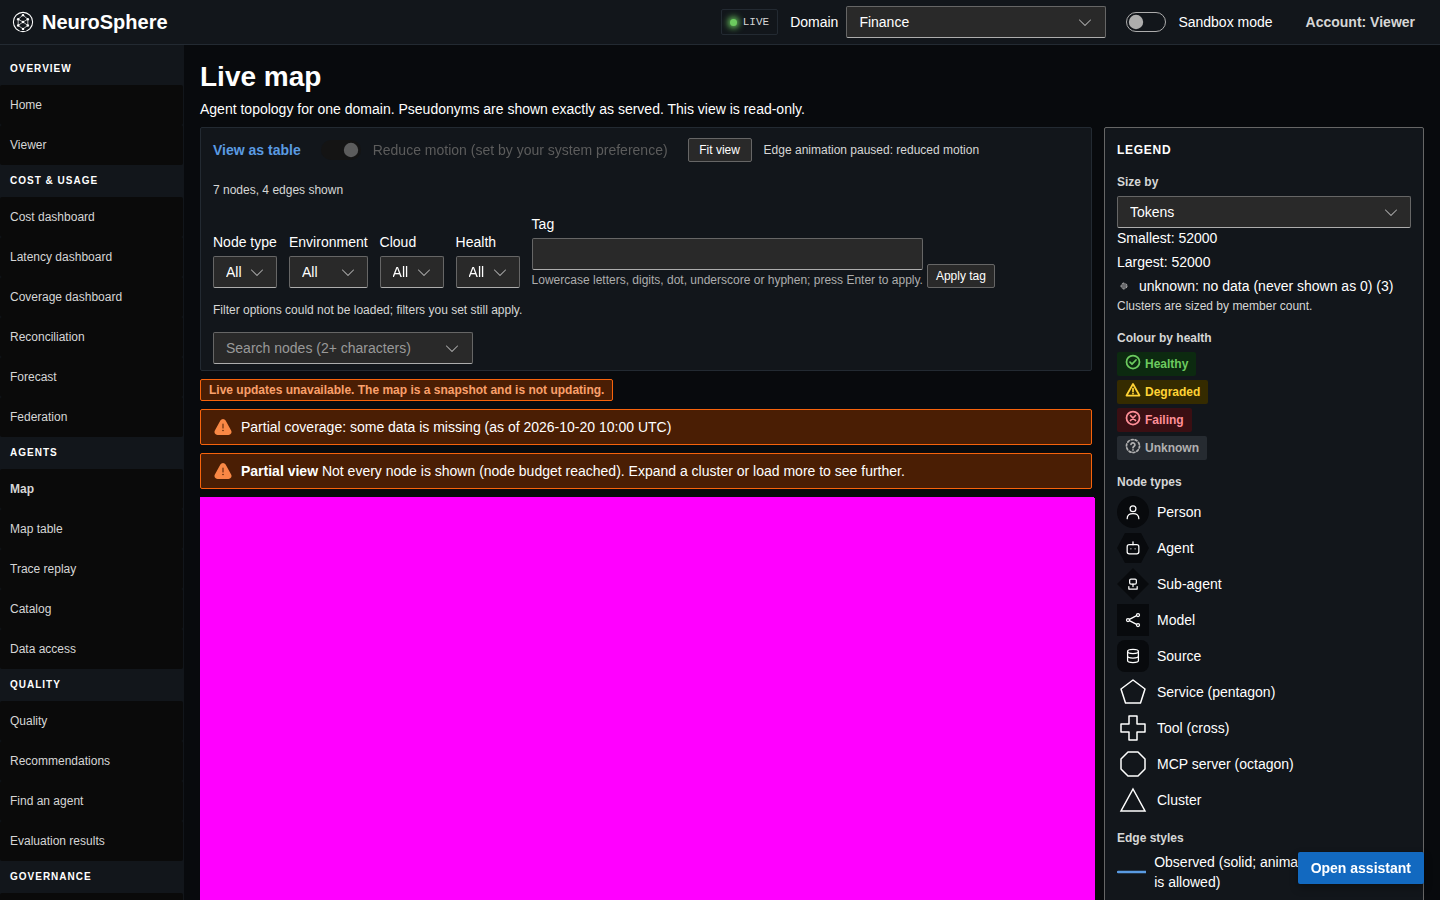 NeuroSphere
LIVE
Domain
Finance
Sandbox mode
Account: Viewer
OVERVIEW
Home
Viewer
COST & USAGE
Cost dashboard
Latency dashboard
Coverage dashboard
Reconciliation
Forecast
Federation
AGENTS
Map
Map table
Trace replay
Catalog
Data access
QUALITY
Quality
Recommendations
Find an agent
Evaluation results
GOVERNANCE
Live map
Agent topology for one domain. Pseudonyms are shown exactly as served. This view is read-only.
View as table
Reduce motion (set by your system preference)
Fit view
Edge animation paused: reduced motion
7 nodes, 4 edges shown
Node type
All
Environment
All
Cloud
All
Health
All
Tag
Lowercase letters, digits, dot, underscore or hyphen; press Enter to apply.
Apply tag
Filter options could not be loaded; filters you set still apply.
Search nodes (2+ characters)
Live updates unavailable. The map is a snapshot and is not updating.
Partial coverage: some data is missing (as of 2026-10-20 10:00 UTC)
Partial view Not every node is shown (node budget reached). Expand a cluster or load more to see further.
LEGEND
Size by
Tokens
Smallest: 52000
Largest: 52000
unknown: no data (never shown as 0) (3)
Clusters are sized by member count.
Colour by health
Healthy
Degraded
Failing
Unknown
Node types
Person
Agent
Sub-agent
Model
Source
Service (pentagon)
Tool (cross)
MCP server (octagon)
Cluster
Edge styles
Observed (solid; anima
is allowed)
Open assistant